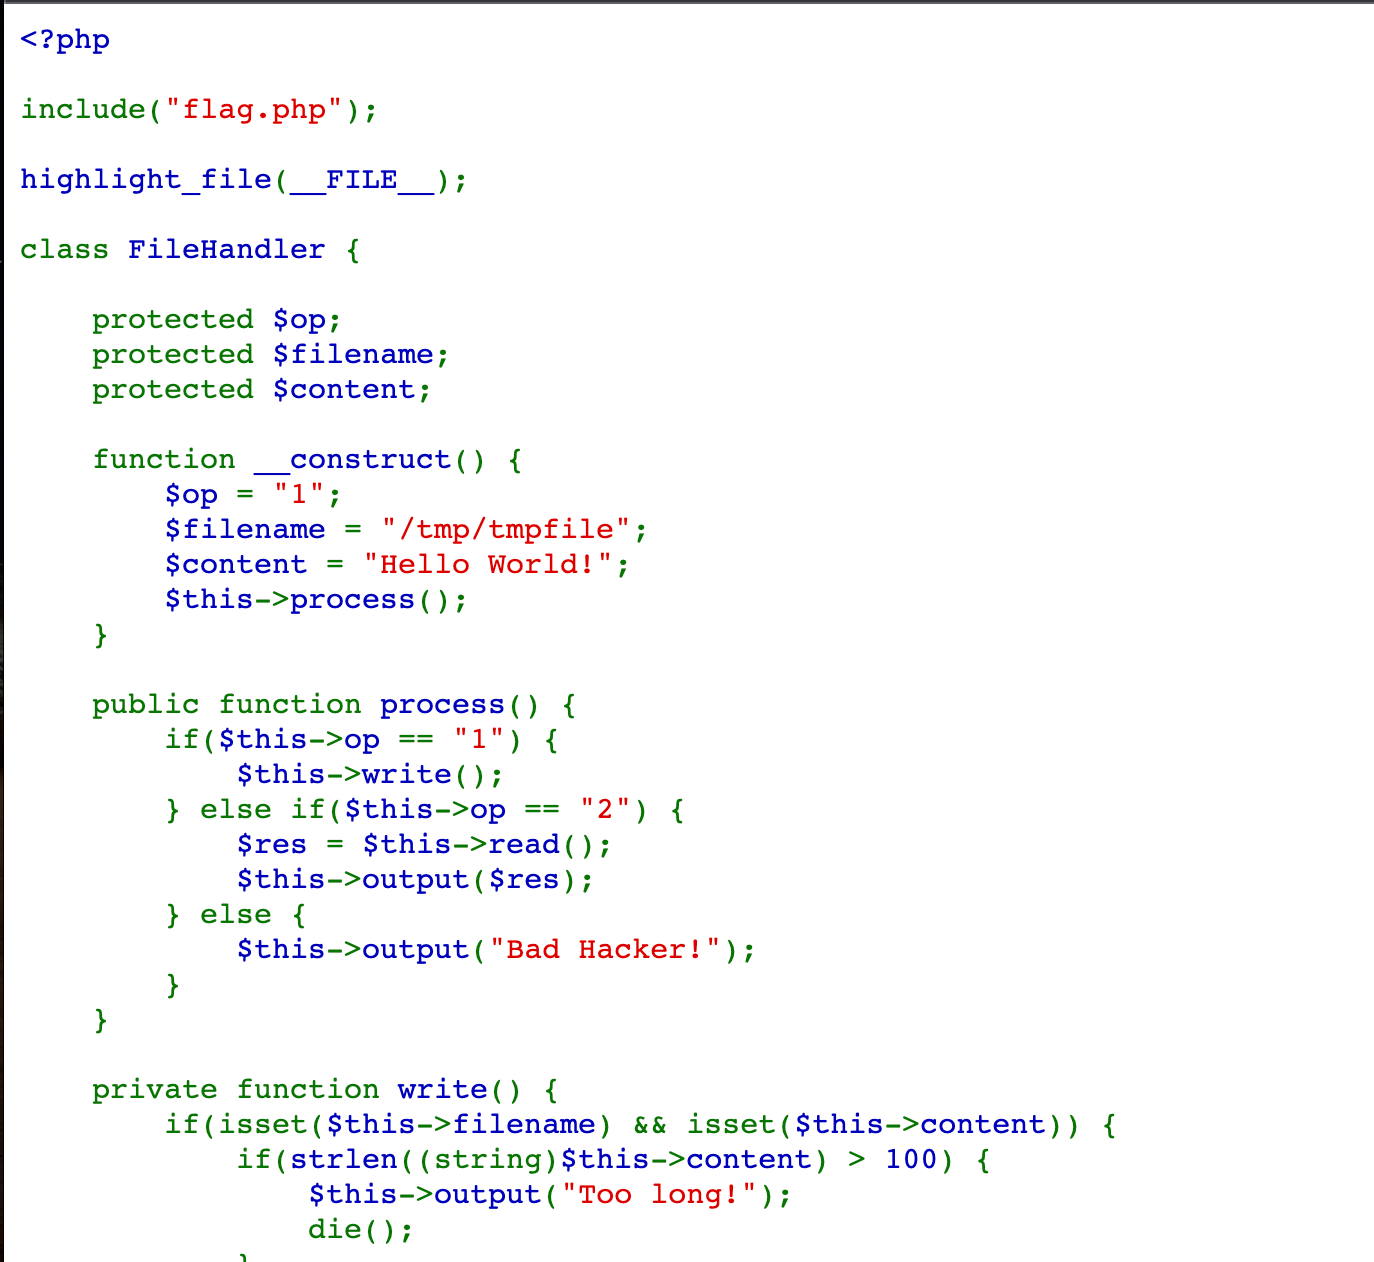 <?php
include("flag.php");
highlight_file(__FILE__);
class FileHandler {
    protected $op;
    protected $filename;
    protected $content;
    function __construct() {
        $op = "1";
        $filename = "/tmp/tmpfile";
        $content = "Hello World!";
        $this->process();
    }
    public function process() {
        if($this->op == "1") {
            $this->write();
        } else if($this->op == "2") {
            $res = $this->read();
            $this->output($res);
        } else {
            $this->output("Bad Hacker!");
        }
    }
    private function write() {
        if(isset($this->filename) && isset($this->content)) {
            if(strlen((string)$this->content) > 100) {
                $this->output("Too long!");
                die();
            }